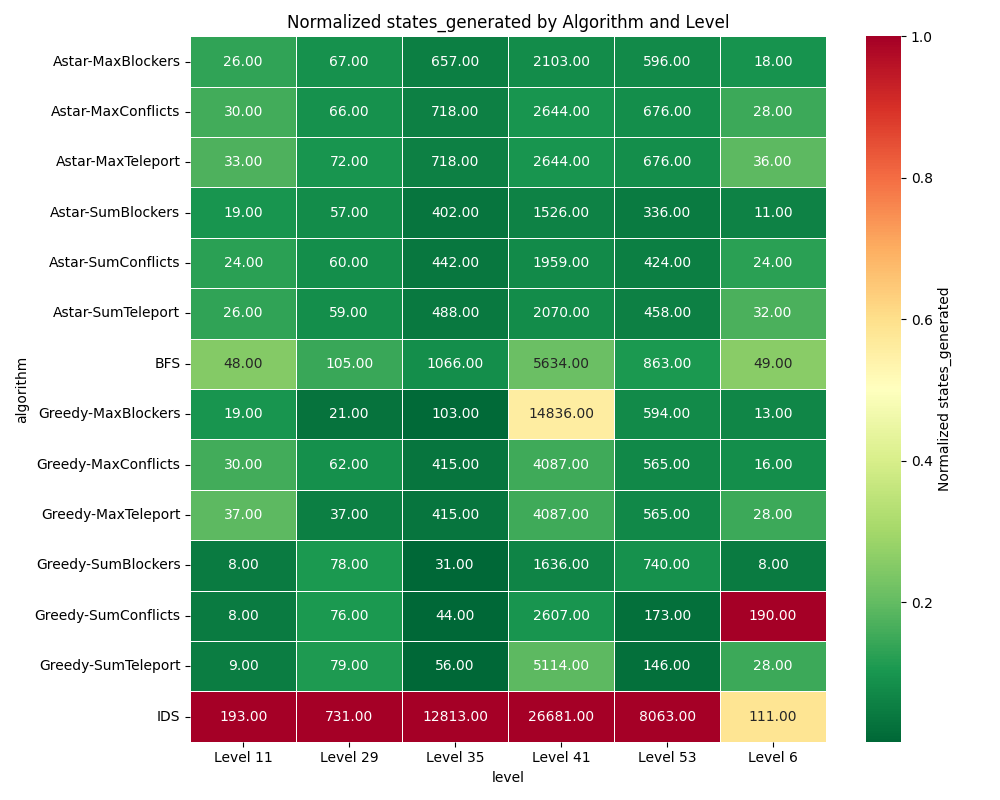 Normalized states_generated by Algorithm and Level
Astar-MaxBlockers 26.00 67.00 657.00 2103.00 596.00 18.00
Astar-MaxConflicts 30.00 66.00 718.00 2644.00 676.00 28.00
Astar-MaxTeleport 33.00 72.00 718.00 2644.00 676.00 36.00
Astar-SumBlockers 19.00 57.00 402.00 1526.00 336.00 11.00
Astar-SumConflicts 24.00 60.00 442.00 1959.00 424.00 24.00
Astar-SumTeleport 26.00 59.00 488.00 2070.00 458.00 32.00
BFS 48.00 105.00 1066.00 5634.00 863.00 49.00
Greedy-MaxBlockers 19.00 21.00 103.00 14836.00 594.00 13.00
Greedy-MaxConflicts 30.00 62.00 415.00 4087.00 565.00 16.00
Greedy-MaxTeleport 37.00 37.00 415.00 4087.00 565.00 28.00
Greedy-SumBlockers 8.00 78.00 31.00 1636.00 740.00 8.00
Greedy-SumConflicts 8.00 76.00 44.00 2607.00 173.00 190.00
Greedy-SumTeleport 9.00 79.00 56.00 5114.00 146.00 28.00
IDS 193.00 731.00 12813.00 26681.00 8063.00 111.00
Level 11 Level 29 Level 35 Level 41 Level 53 Level 6
level
algorithm
1.0
0.8
0.6
0.4
0.2
Normalized states_generated